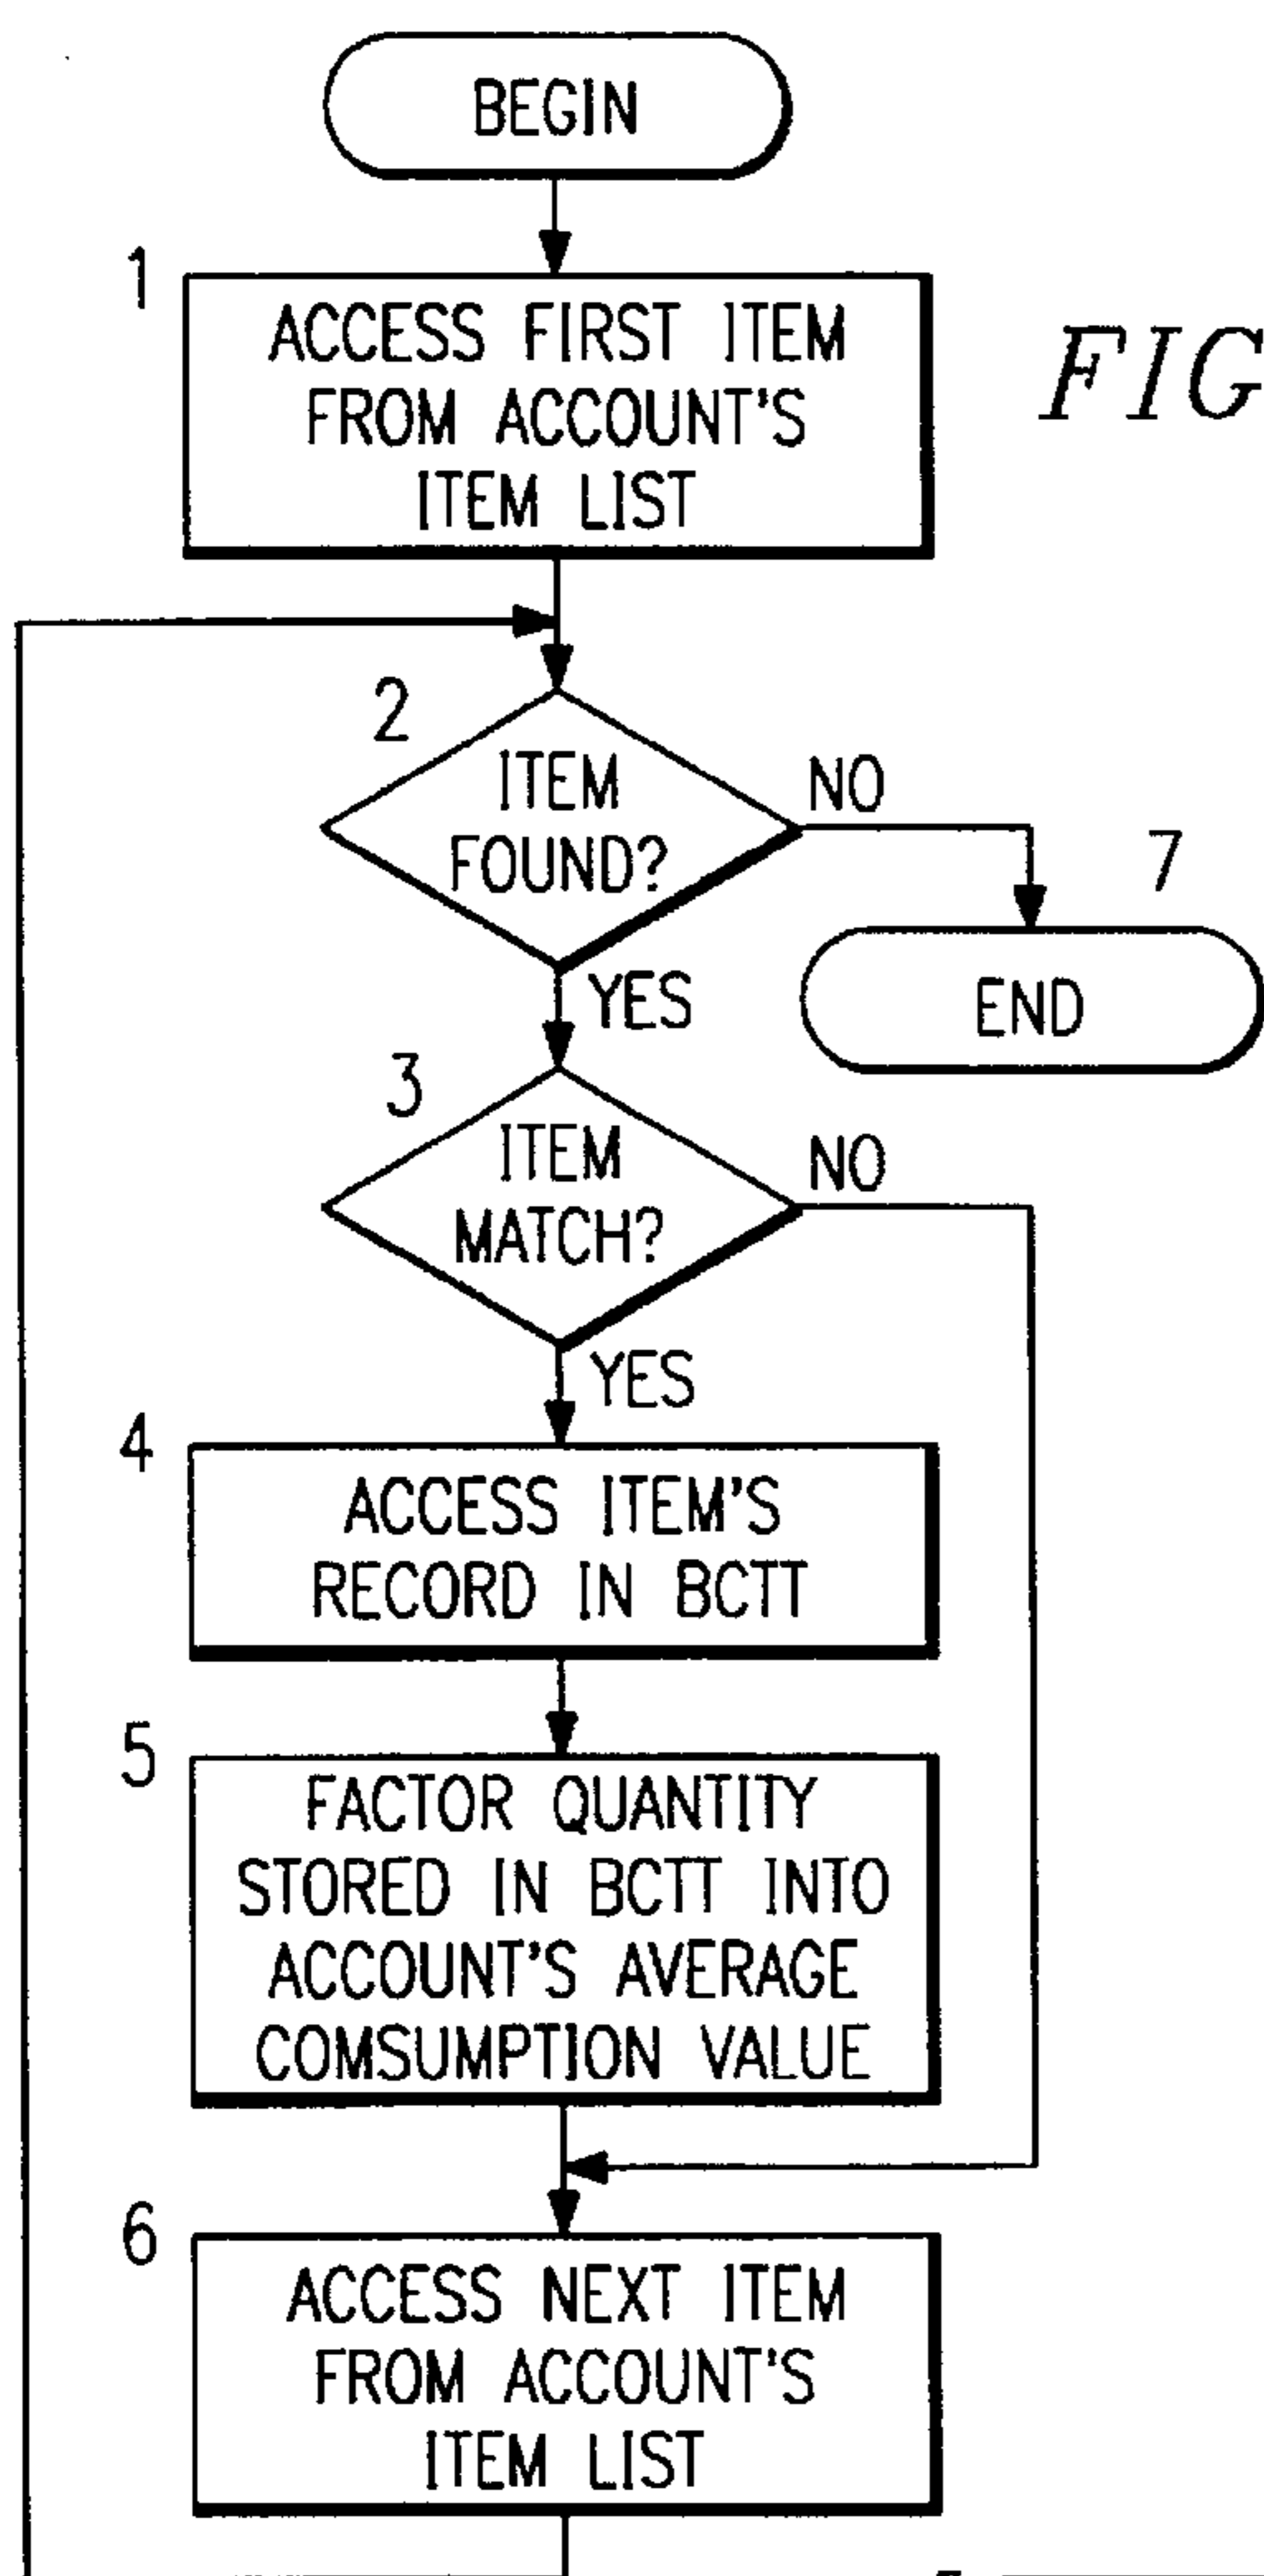 BEGIN
1
ACCESS FIRST ITEM
FROM ACCOUNT'S
ITEM LIST
FIG
2
ITEM
FOUND?
NO
7
END
YES
3
ITEM
MATCH?
NO
YES
4
ACCESS ITEM'S
RECORD IN BCTT
5
FACTOR QUANTITY
STORED IN BCTT INTO
ACCOUNT'S AVERAGE
COMSUMPTION VALUE
6
ACCESS NEXT ITEM
FROM ACCOUNT'S
ITEM LIST